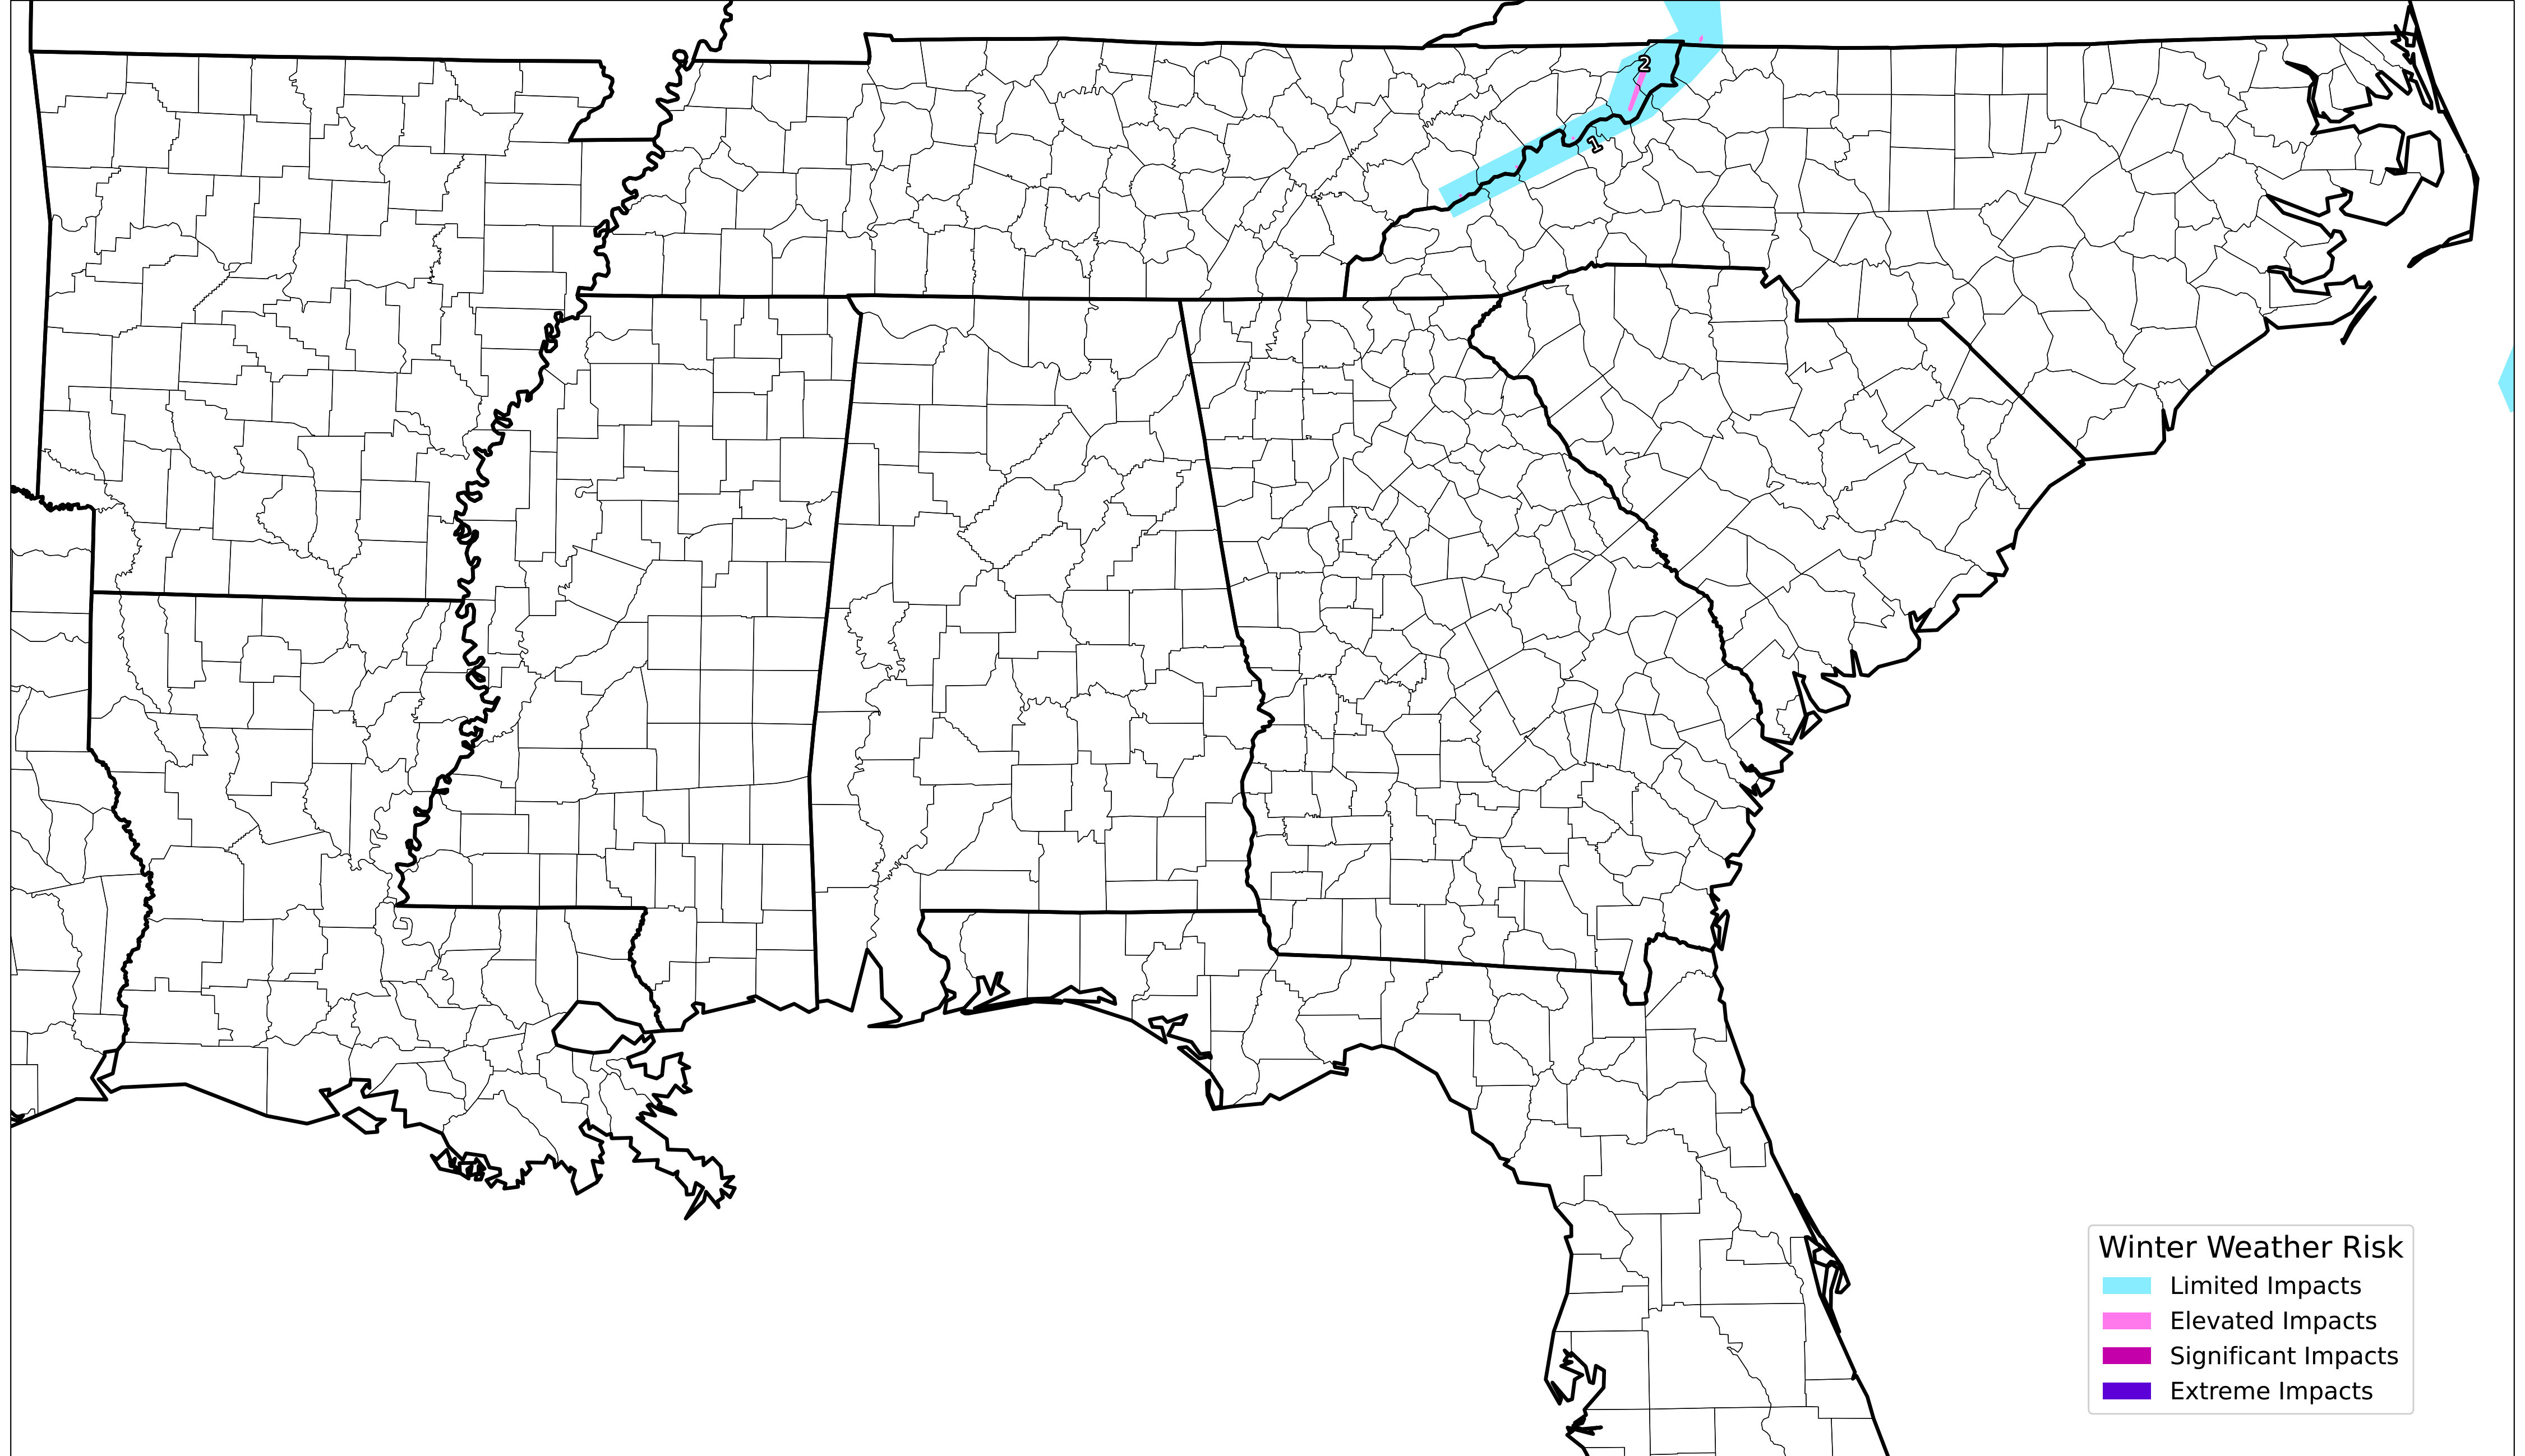 2
1
Winter Weather Risk
Limited Impacts
Elevated Impacts
Significant Impacts
Extreme Impacts